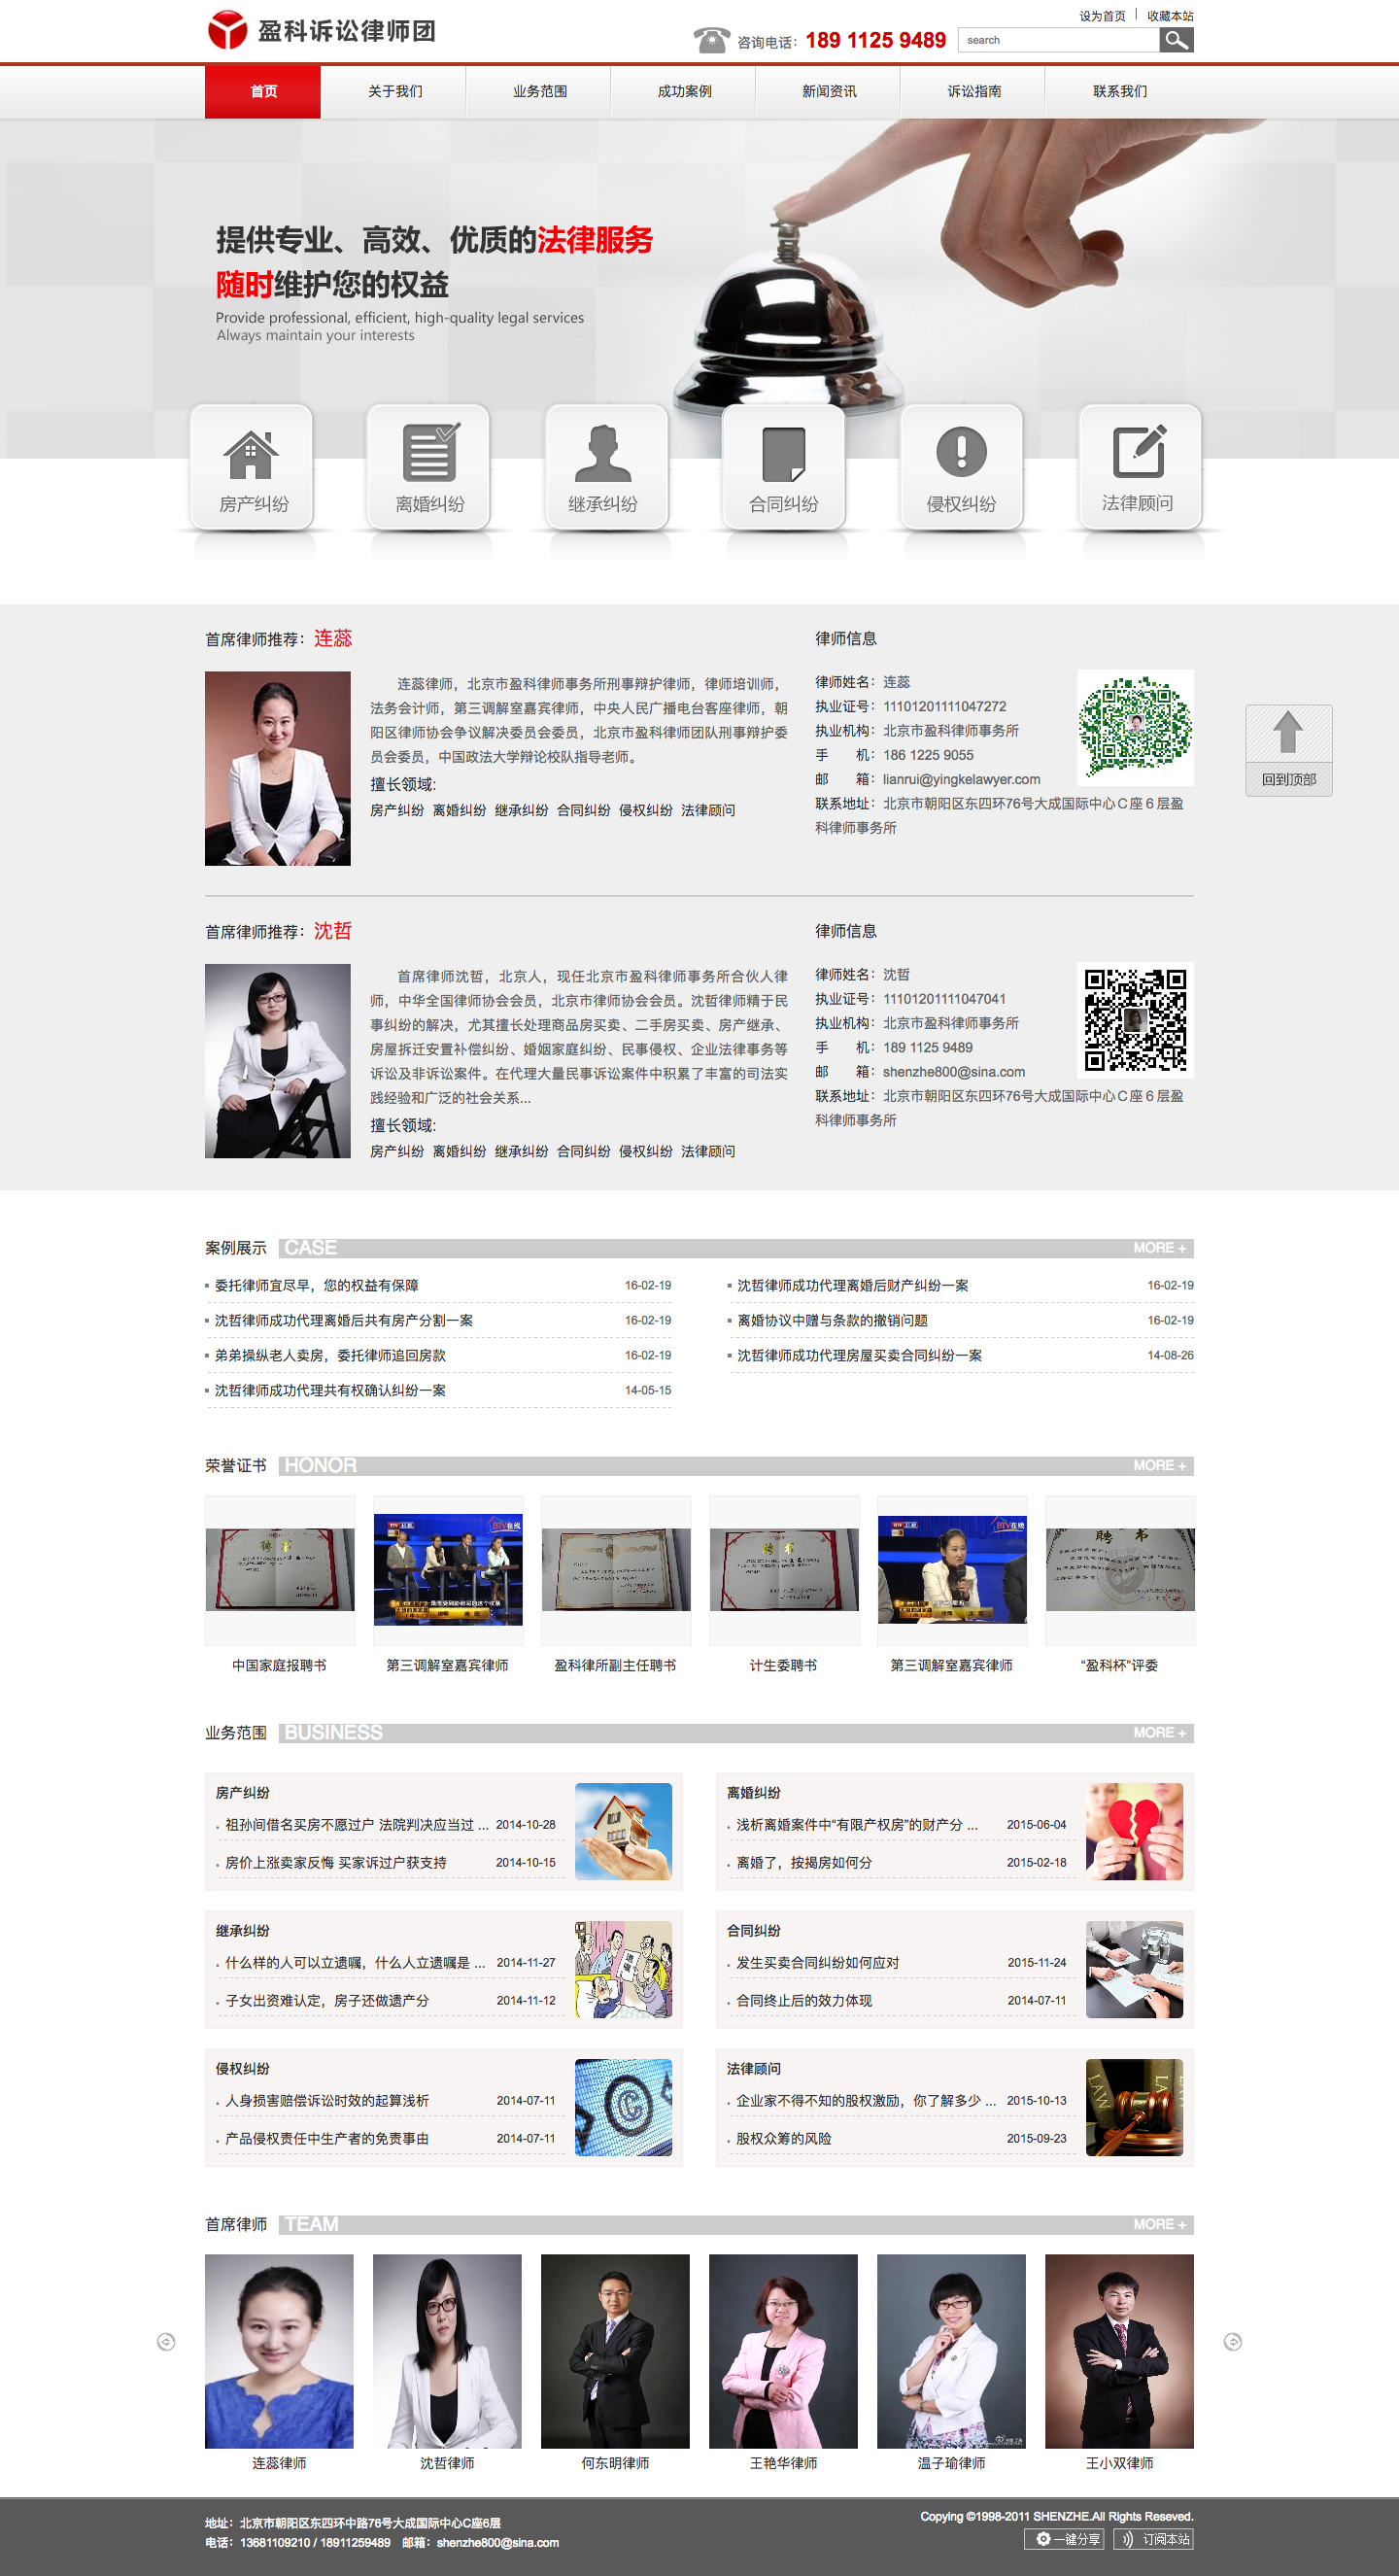 盈科诉讼律师团
设为首页 | 收藏本站
咨询电话：189 1125 9489
search
首页
关于我们
业务范围
成功案例
新闻资讯
诉讼指南
联系我们
提供专业、高效、优质的法律服务
随时维护您的权益
Provide professional, efficient, high-quality legal services
Always maintain your interests
房产纠纷
离婚纠纷
继承纠纷
合同纠纷
侵权纠纷
法律顾问
首席律师推荐：连蕊
连蕊律师，北京市盈科律师事务所刑事辩护律师，律师培训师，
法务会计师，第三调解室嘉宾律师，中央人民广播电台客座律师，朝
阳区律师协会争议解决委员会委员，北京市盈科律师团队刑事辩护委
员会委员，中国政法大学辩论校队指导老师。
擅长领域:
房产纠纷 离婚纠纷 继承纠纷 合同纠纷 侵权纠纷 法律顾问
律师信息
律师姓名：连蕊
执业证号：11101201111047272
执业机构：北京市盈科律师事务所
手　　机：186 1225 9055
邮　　箱：lianrui@yingkelawyer.com
联系地址：北京市朝阳区东四环76号大成国际中心Ｃ座６层盈
科律师事务所
回到顶部
首席律师推荐：沈哲
首席律师沈哲，北京人，现任北京市盈科律师事务所合伙人律
师，中华全国律师协会会员，北京市律师协会会员。沈哲律师精于民
事纠纷的解决，尤其擅长处理商品房买卖、二手房买卖、房产继承、
房屋拆迁安置补偿纠纷、婚姻家庭纠纷、民事侵权、企业法律事务等
诉讼及非诉讼案件。在代理大量民事诉讼案件中积累了丰富的司法实
践经验和广泛的社会关系...
擅长领域:
房产纠纷 离婚纠纷 继承纠纷 合同纠纷 侵权纠纷 法律顾问
律师信息
律师姓名：沈哲
执业证号：11101201111047041
执业机构：北京市盈科律师事务所
手　　机：189 1125 9489
邮　　箱：shenzhe800@sina.com
联系地址：北京市朝阳区东四环76号大成国际中心Ｃ座６层盈
科律师事务所
案例展示 CASE MORE +
委托律师宜尽早，您的权益有保障 16-02-19
沈哲律师成功代理离婚后财产纠纷一案 16-02-19
沈哲律师成功代理离婚后共有房产分割一案 16-02-19
离婚协议中赠与条款的撤销问题 16-02-19
弟弟操纵老人卖房，委托律师追回房款 16-02-19
沈哲律师成功代理房屋买卖合同纠纷一案 14-08-26
沈哲律师成功代理共有权确认纠纷一案 14-05-15
荣誉证书 HONOR MORE +
聘书
BTV在线
聘书
BTV在线
聘书
中国家庭报聘书
第三调解室嘉宾律师
盈科律所副主任聘书
计生委聘书
第三调解室嘉宾律师
“盈科杯”评委
业务范围 BUSINESS MORE +
房产纠纷
祖孙间借名买房不愿过户 法院判决应当过 ... 2014-10-28
房价上涨卖家反悔 买家诉过户获支持 2014-10-15
离婚纠纷
浅析离婚案件中“有限产权房”的财产分 ... 2015-06-04
离婚了，按揭房如何分 2015-02-18
继承纠纷
什么样的人可以立遗嘱，什么人立遗嘱是 ... 2014-11-27
子女出资难认定，房子还做遗产分 2014-11-12
遗嘱
合同纠纷
发生买卖合同纠纷如何应对 2015-11-24
合同终止后的效力体现 2014-07-11
侵权纠纷
人身损害赔偿诉讼时效的起算浅析 2014-07-11
产品侵权责任中生产者的免责事由 2014-07-11
法律顾问
企业家不得不知的股权激励，你了解多少 ... 2015-10-13
股权众筹的风险 2015-09-23
LAW
LAW
首席律师 TEAM MORE +
连蕊律师
沈哲律师
何东明律师
王艳华律师
温子瑜律师
王小双律师
地址：北京市朝阳区东四环中路76号大成国际中心C座6层
电话：13681109210 / 18911259489 邮箱：shenzhe800@sina.com
Copying ©1998-2011 SHENZHE.All Rights Reseved.
一键分享
订阅本站